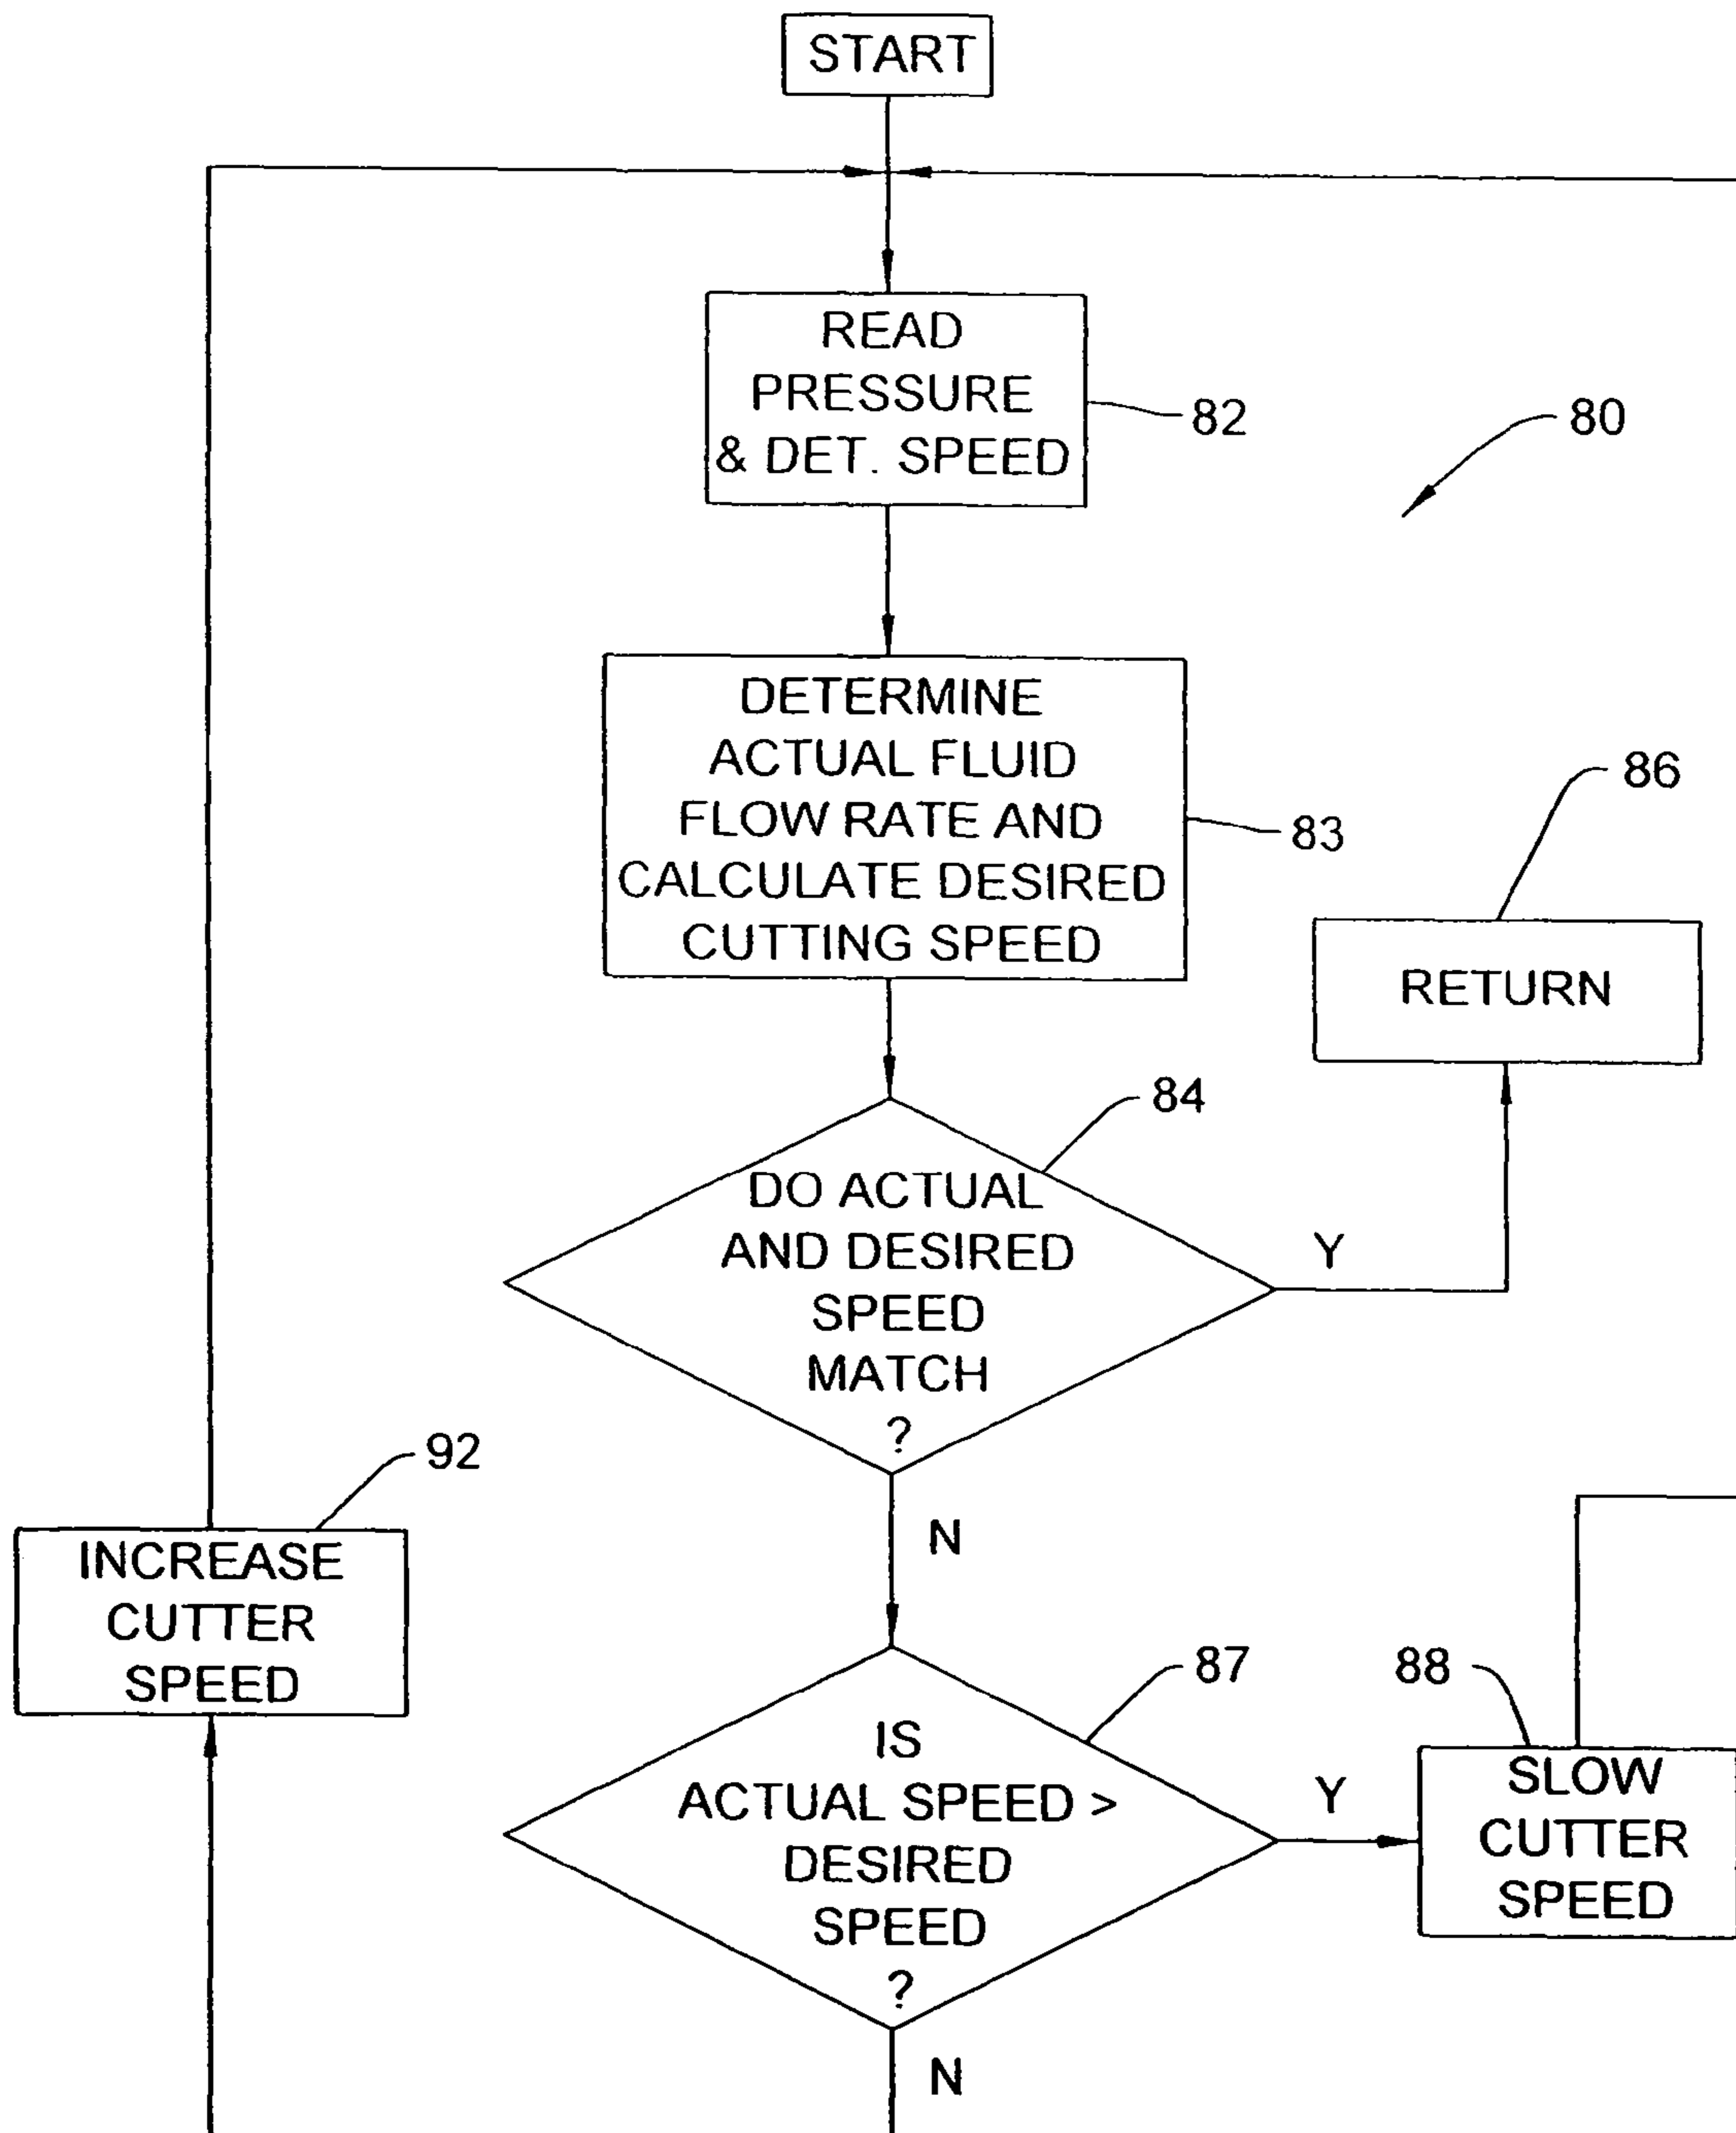 START
READ
PRESSURE
& DET. SPEED
82
80
DETERMINE
ACTUAL FLUID
FLOW RATE AND
CALCULATE DESIRED
CUTTING SPEED
83
86
RETURN
84
DO ACTUAL
AND DESIRED
SPEED
MATCH
?
Y
N
92
INCREASE
CUTTER
SPEED
87
IS
ACTUAL SPEED >
DESIRED
SPEED
?
Y
N
88
SLOW
CUTTER
SPEED